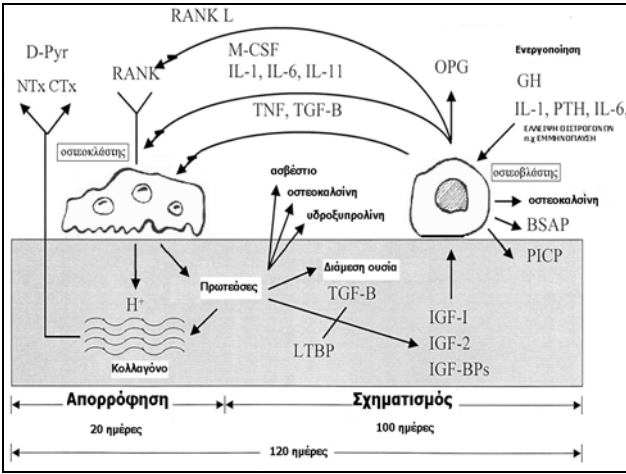 RANK L
D-Pyr
NTx CTx
RANK
M-CSF
IL-1, IL-6, IL-11
TNF, TGF-B
OPG
Ενεργοποίηση
GH
IL-1, PTH, IL-6,
ΕΛΛΕΙΨΗ ΟΙΣΤΡΟΓΟΝΩΝ
π.χ ΕΜΜΗΝΟΠΑΥΣΗ
οστεοκλάστης
οστεοβλάστης
ασβέστιο
οστεοκαλσίνη
υδροξυπρολίνη
οστεοκαλσίνη
BSAP
PICP
H⁺
Πρωτεάσες
Διάμεση ουσία
TGF-B
LTBP
IGF-I
IGF-2
IGF-BPs
Κολλαγόνο
Απορρόφηση
Σχηματισμός
20 ημέρες
100 ημέρες
120 ημέρες